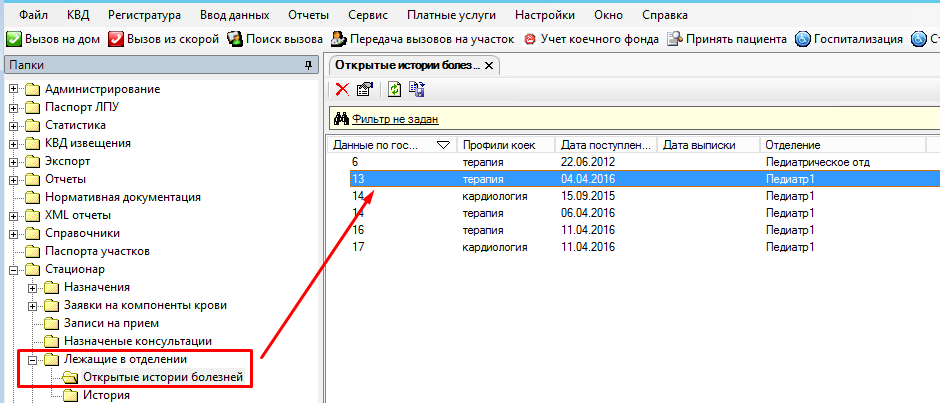 Файл КВД Регистратура Ввод данных Отчеты Сервис Платные услуги Настройки Окно Справка
Вызов на дом Вызов из скорой Поиск вызова Передача вызовов на участок Учет коечного фонда Принять пациента Госпитализация С
Папки
Администрирование
Паспорт ЛПУ
Статистика
КВД извещения
Экспорт
Отчеты
Нормативная документация
XML отчеты
Справочники
Паспорта участков
Стационар
Назначения
Заявки на компоненты крови
Записи на прием
Назначеные консультации
Лежащие в отделении
Открытые истории болезней
История
Открытые истории болез...
Фильтр не задан
Данные по гос... Профили коек Дата поступлен... Дата выписки Отделение
6 терапия 22.06.2012 Педиатрическое отд
13 терапия 04.04.2016 Педиатр1
14 кардиология 15.09.2015 Педиатр1
14 терапия 06.04.2016 Педиатр1
16 терапия 11.04.2016 Педиатр1
17 кардиология 11.04.2016 Педиатр1